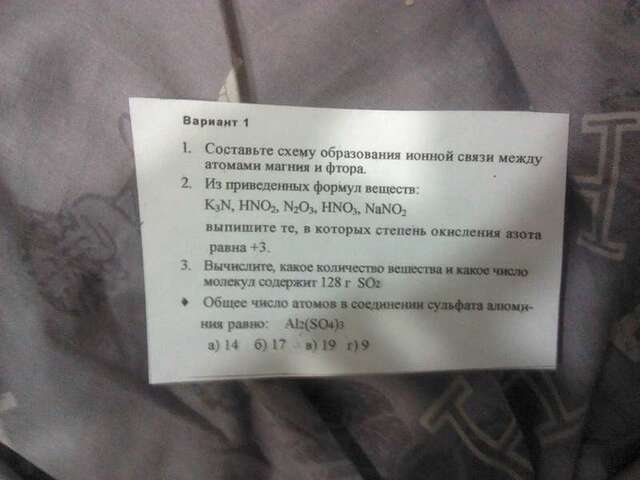 Вариант 1
1. Составьте схему образования ионной связи между
атомами магния и фтора.
2. Из приведенных формул веществ:
K₃N, HNO₂, N₂O₃, HNO₃, NaNO₂
выпишите те, в которых степень окисления азота
равна +3.
3. Вычислите, какое количество вещества и какое число
молекул содержит 128 г SO₂
♦ Общее число атомов в соединении сульфата алюми-
ния равно: Al₂(SO₄)₃
а) 14 б) 17 в) 19 г) 9